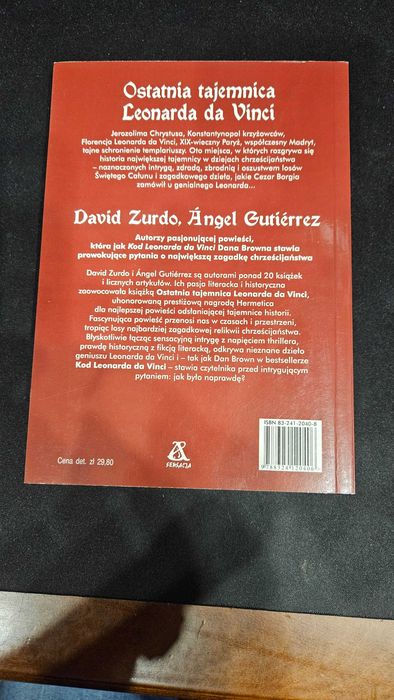 Ostatnia tajemnica
Leonarda da Vinci
Jerozolima Chrystusa, Konstantynopol krzyżowców,
Florencja Leonarda da Vinci, XIX-wieczny Paryż, współczesny Madryt,
tajne schronienie templariuszy. Oto miejsca, w których rozgrywa się
historia największej tajemnicy w dziejach chrześcijaństwa
– naznaczonych intrygą, zdradą, zbrodnią i oszustwem losów
Świętego Całunu i zagadkowego dzieła, jakie Cezar Borgia
zamówił u genialnego Leonarda...
David Zurdo, Ángel Gutiérrez
Autorzy pasjonującej powieści,
która jak Kod Leonarda da Vinci Dana Browna stawia
prowokujące pytania o największą zagadkę chrześcijaństwa
David Zurdo i Ángel Gutiérrez są autorami ponad 20 książek
i licznych artykułów. Ich pasja literacka i historyczna
zaowocowała książką Ostatnia tajemnica Leonarda da Vinci,
uhonorowaną prestiżową nagrodą Hermetica
dla najlepszej powieści odsłaniającej tajemnice historii.
Fascynująca powieść przenosi nas w czasach i przestrzeni,
tropiąc losy najbardziej zagadkowej relikwii chrześcijaństwa.
Błyskotliwie łącząc sensacyjną intrygę z napięciem thrillera,
prawdę historyczną z fikcją literacką, odkrywa nieznane dzieło
geniuszu Leonarda da Vinci i – tak jak Dan Brown w bestsellerze
Kod Leonarda da Vinci – stawia czytelnika przed intrygującym
pytaniem: jak było naprawdę?
ISBN 83-241-2040-8
Cena det. zł 29,80
SENSACJA
9788324120406